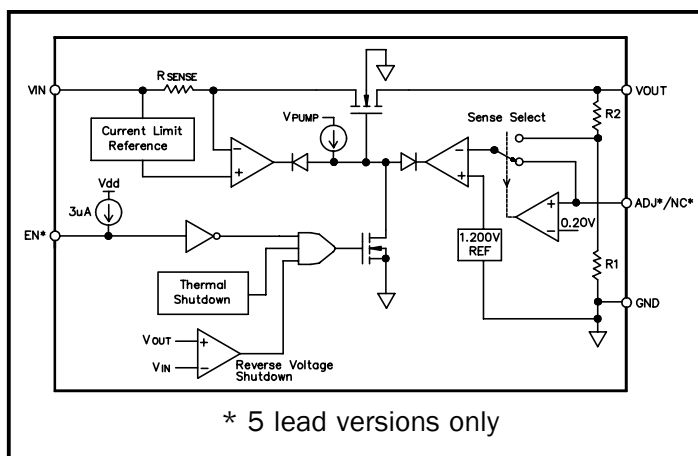 VIN
RSENSE
VOUT
Current Limit
Reference
VPUMP
Sense Select
R2
Vdd
3uA
EN*
-
+
-
+
+
-
0.20V
ADJ*/NC*
1.200V
REF
R1
Thermal
Shutdown
GND
VOUT
+
VIN
-
Reverse Voltage
Shutdown
* 5 lead versions only